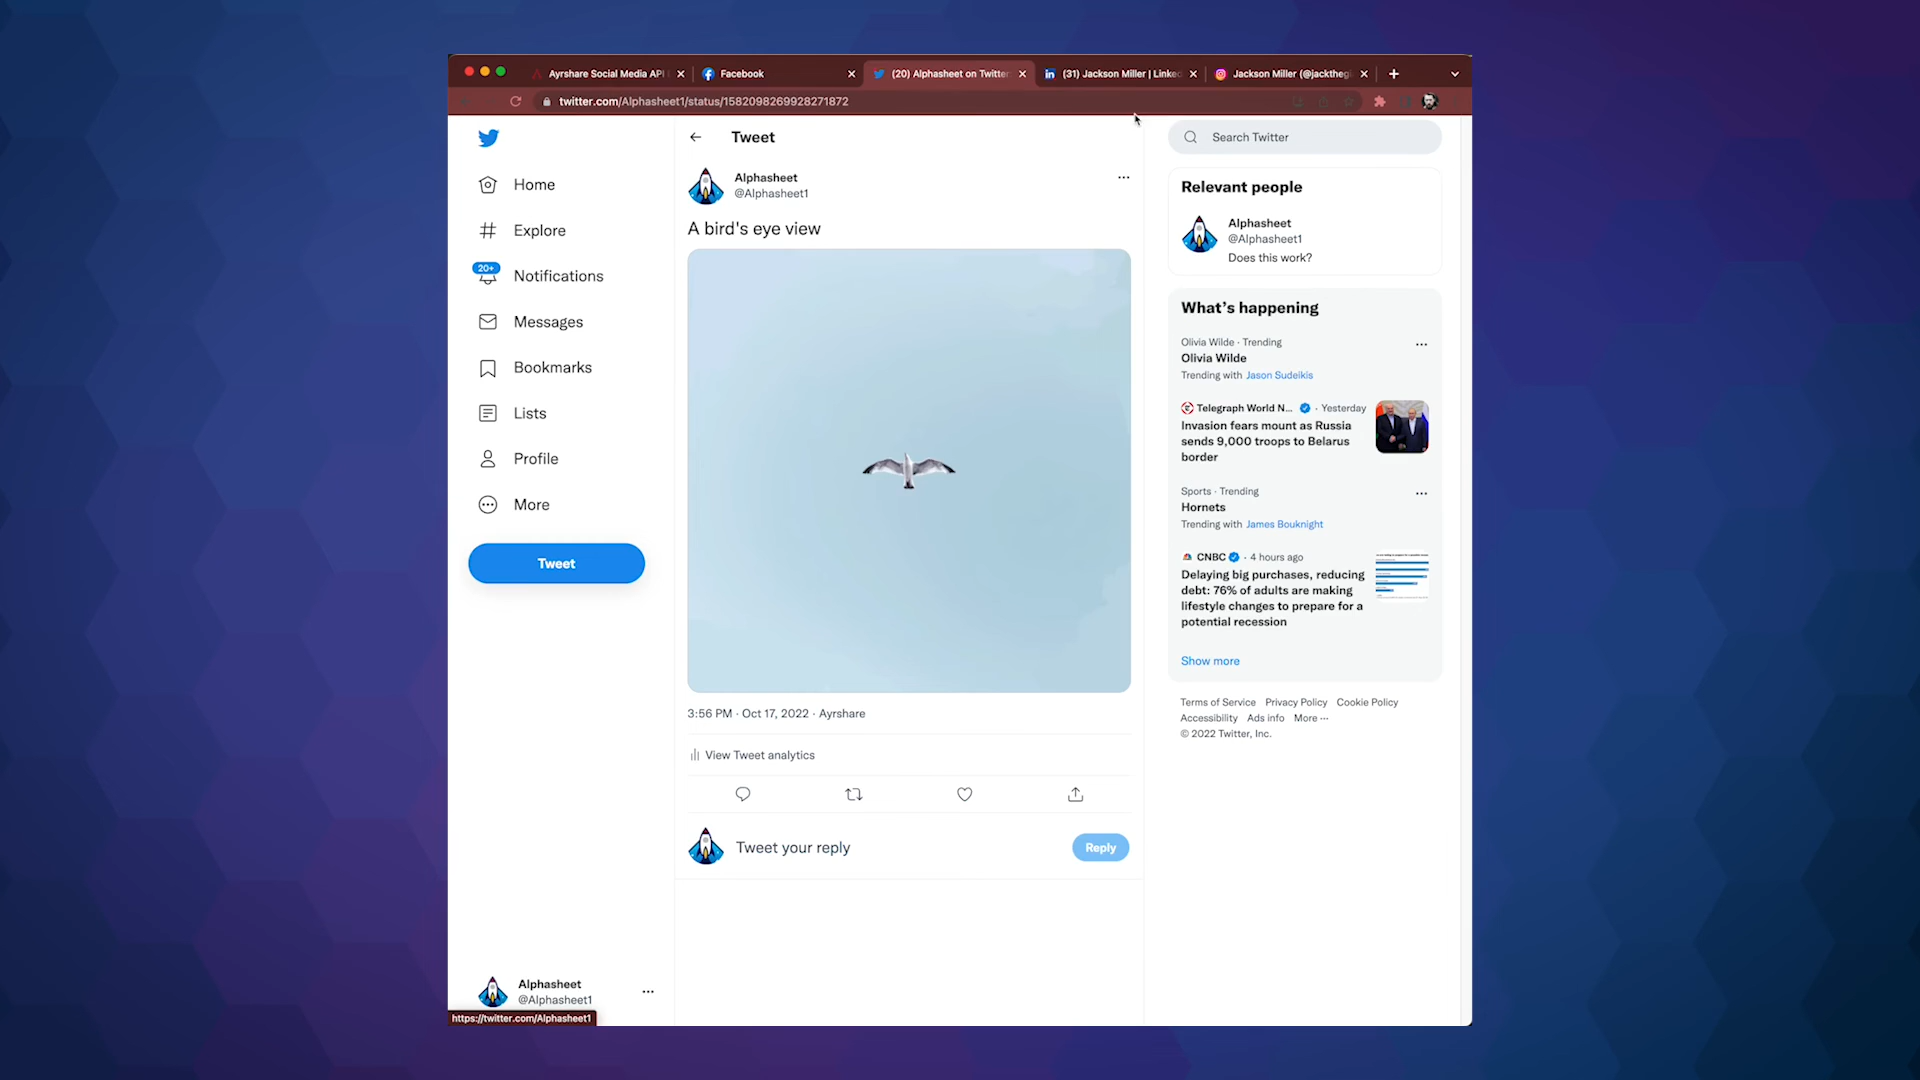 Ayrshare Social Media API
Facebook
(20) Alphasheet on Twitter
(31) Jackson Miller | Linke
Jackson Miller (@jackthegi
twitter.com/Alphasheet1/status/1582098269928271872
Home
Explore
20+
Notifications
Messages
Bookmarks
Lists
Profile
More
Tweet
Alphasheet
@Alphasheet1
https://twitter.com/Alphasheet1
Tweet
Alphasheet
@Alphasheet1
A bird's eye view
3:56 PM · Oct 17, 2022 · Ayrshare
View Tweet analytics
Tweet your reply
Reply
Search Twitter
Relevant people
Alphasheet
@Alphasheet1
Does this work?
What's happening
Olivia Wilde · Trending
Olivia Wilde
Trending with Jason Sudeikis
Telegraph World N... · Yesterday
Invasion fears mount as Russia
sends 9,000 troops to Belarus
border
Sports · Trending
Hornets
Trending with James Bouknight
CNBC · 4 hours ago
Delaying big purchases, reducing
debt: 76% of adults are making
lifestyle changes to prepare for a
potential recession
Show more
Terms of Service Privacy Policy Cookie Policy
Accessibility Ads info More ···
© 2022 Twitter, Inc.